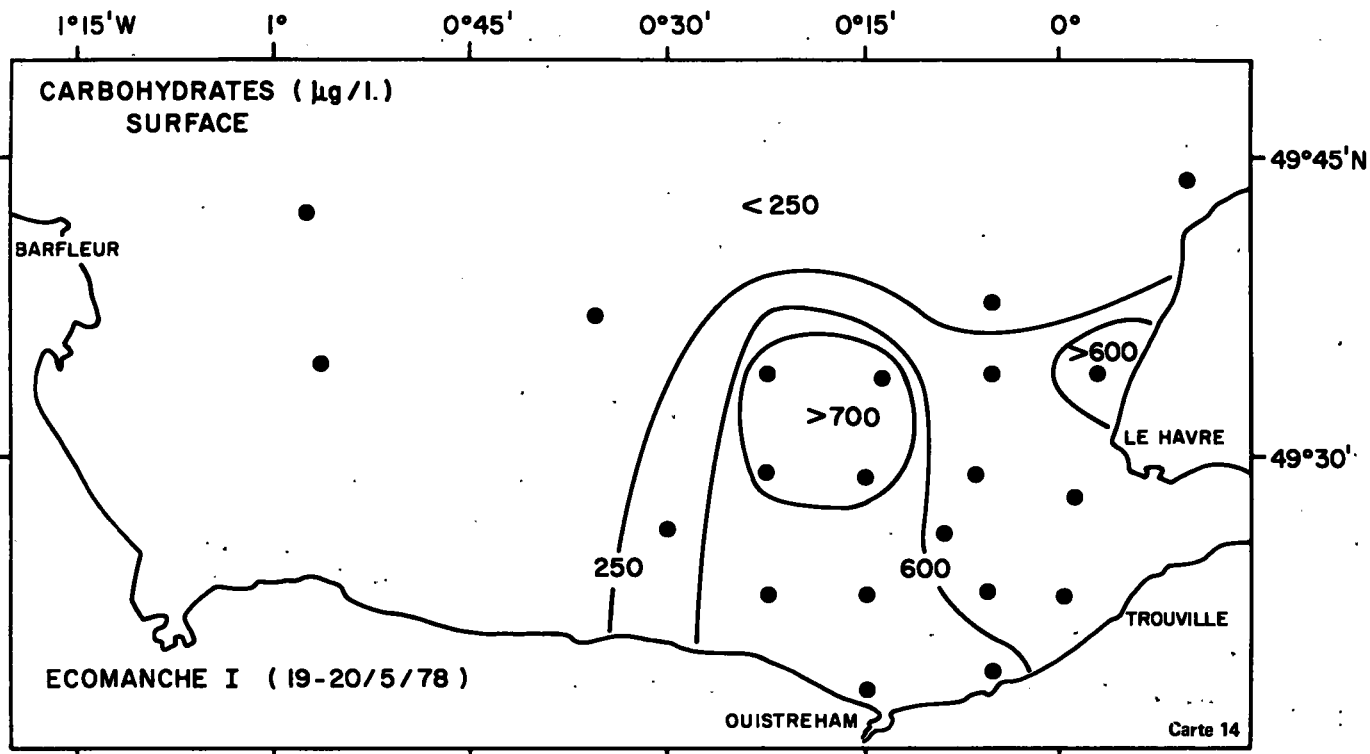 1°15'W 1° 0°45' 0°30' 0°15' 0°
CARBOHYDRATES (µg/l.)
SURFACE
49°45'N
<250
BARFLEUR
>600
>700
LE HAVRE
49°30'
250
600
TROUVILLE
ECOMANCHE I (19-20/5/78)
OUISTREHAM
Carte 14